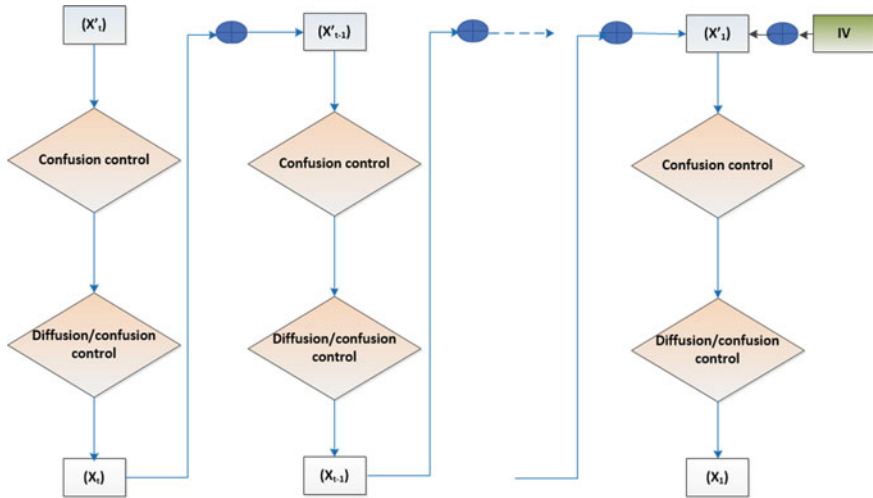 (X't)
(X't-1)
(X'1)
IV
Confusion control
Confusion control
Confusion control
Diffusion/confusion
control
Diffusion/confusion
control
Diffusion/confusion
control
(Xt)
(Xt-1)
(X1)